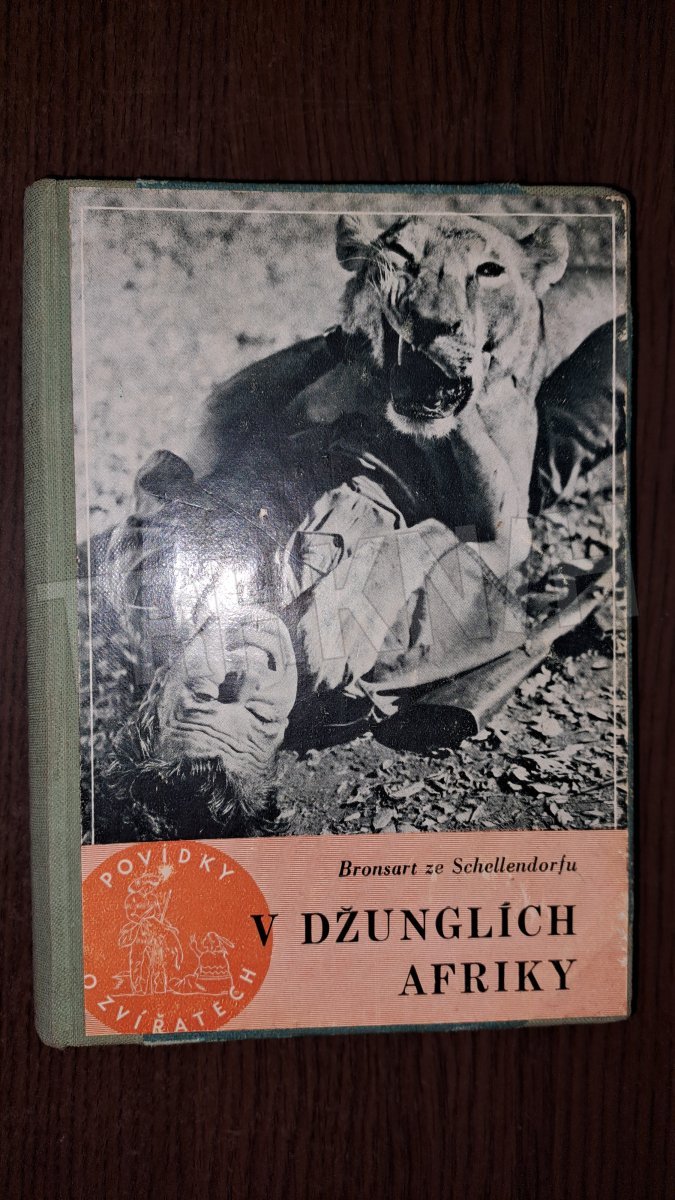 Bronsart ze Schellendorfu
V DŽUNGLÍCH
AFRIKY
POVÍDKY
O ZVÍŘATECH